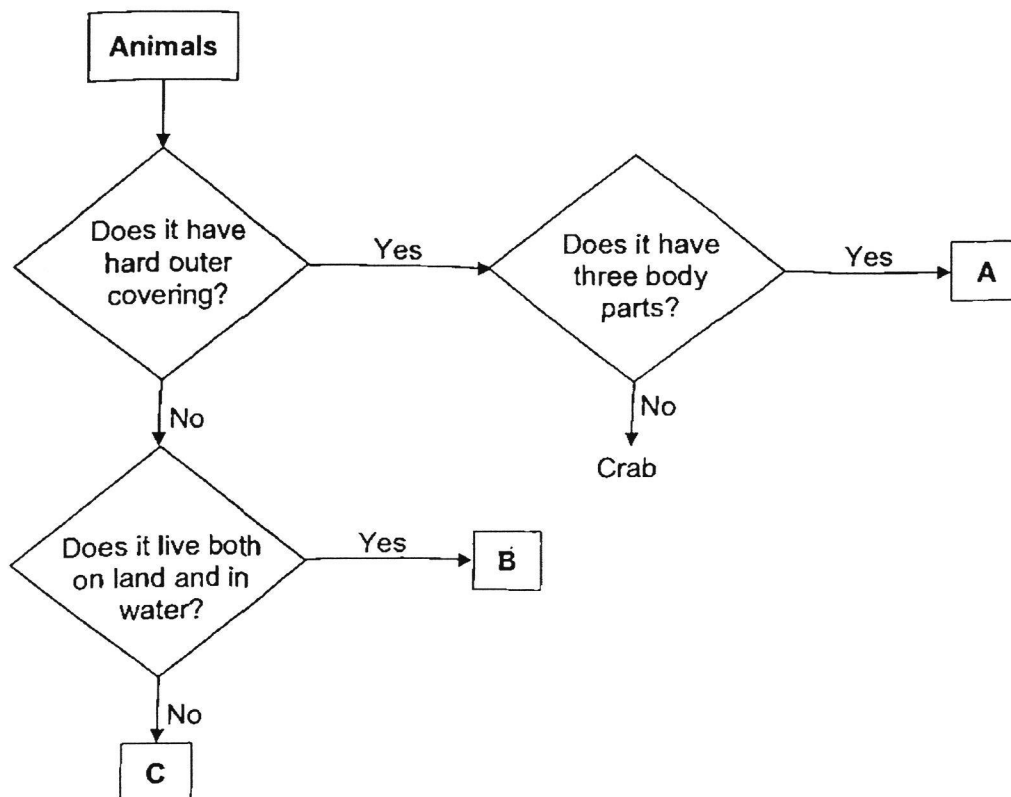 Animals
Does it have
hard outer
covering?
Yes
Does it have
three body
parts?
Yes
A
No
No
Crab
Does it live both
on land and in
water?
Yes
B
No
C